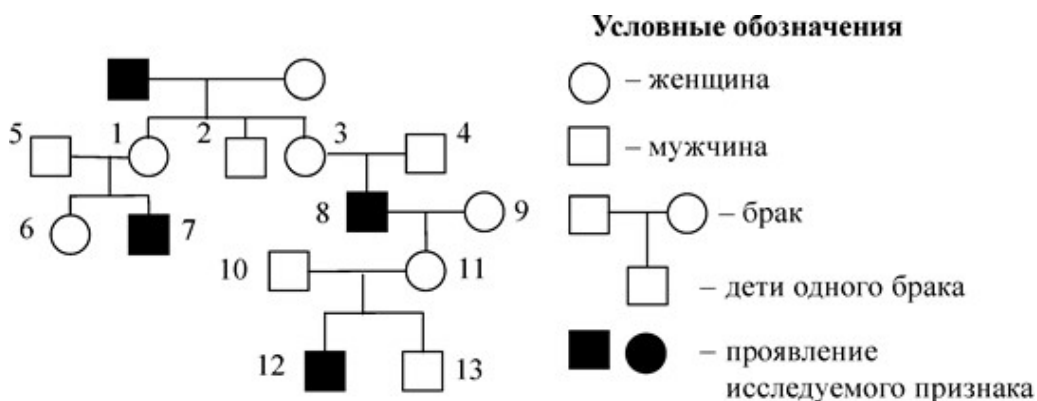 Условные обозначения
– женщина
– мужчина
– брак
– дети одного брака
– проявление
исследуемого признака
5 1 2 3 4
6 7 8 9
10 11
12 13